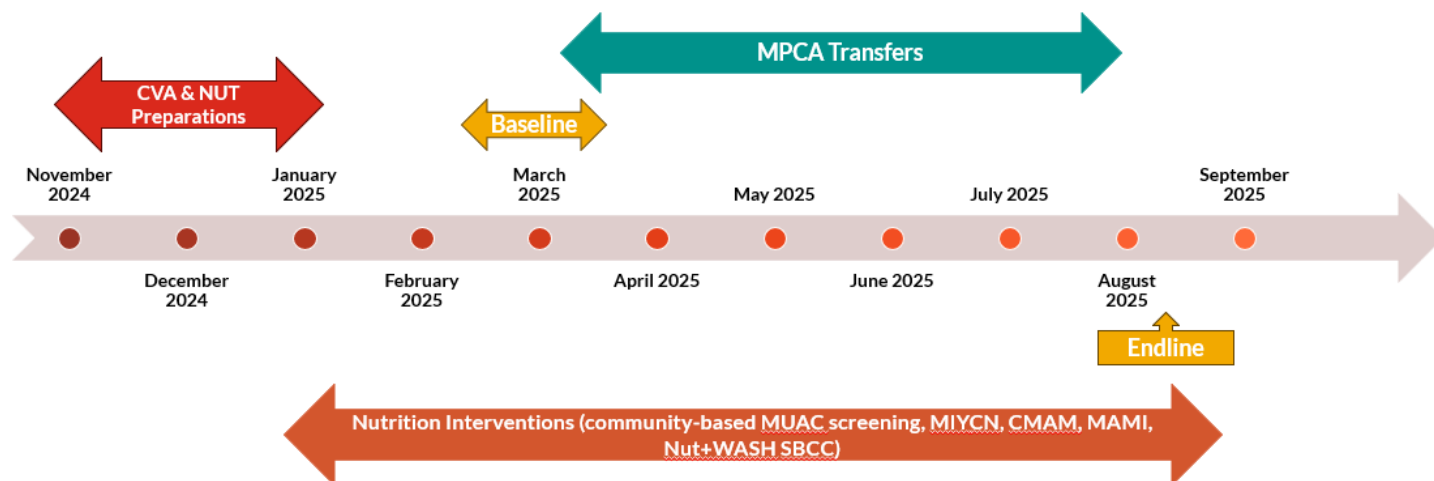 MPCA Transfers
CVA & NUT
Preparations
Baseline
November
2024
January
2025
March
2025
May 2025
July 2025
September
2025
December
2024
February
2025
April 2025
June 2025
August
2025
Endline
Nutrition Interventions (community-based MUAC screening, MIYCN, CMAM, MAMI,
Nut+WASH SBCC)